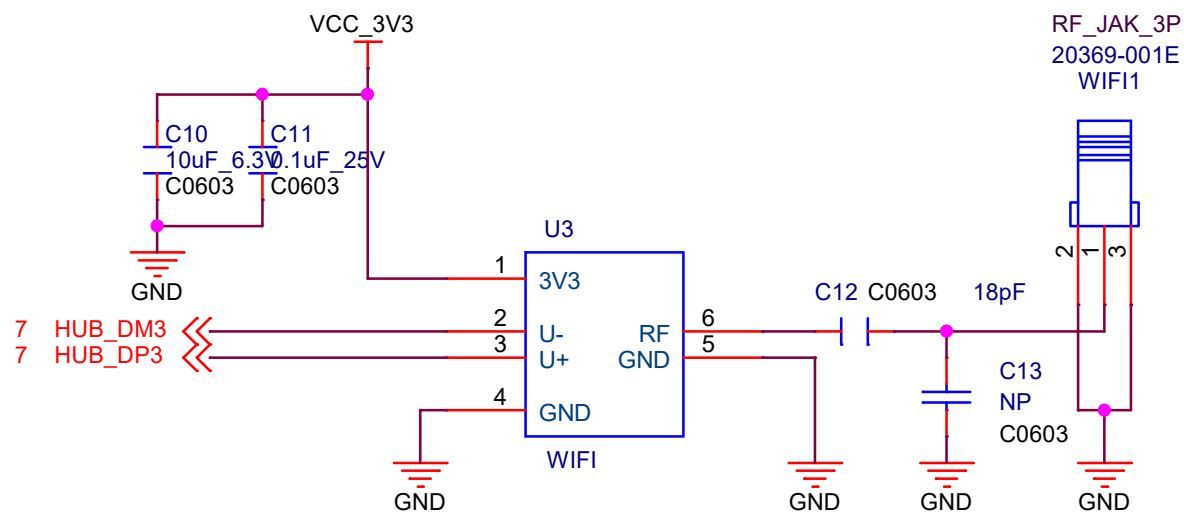 VCC_3V3
RF_JAK_3P
20369-001E
WIFI1
C10
10uF_6.3V
C0603
C11
0.1uF_25V
C0603
GND
2
1
3
U3
1
3V3
7 HUB_DM3
2
U-
7 HUB_DP3
3
U+
4
GND
RF
6
GND
5
WIFI
C12
C0603
18pF
C13
NP
C0603
GND
GND
GND
GND